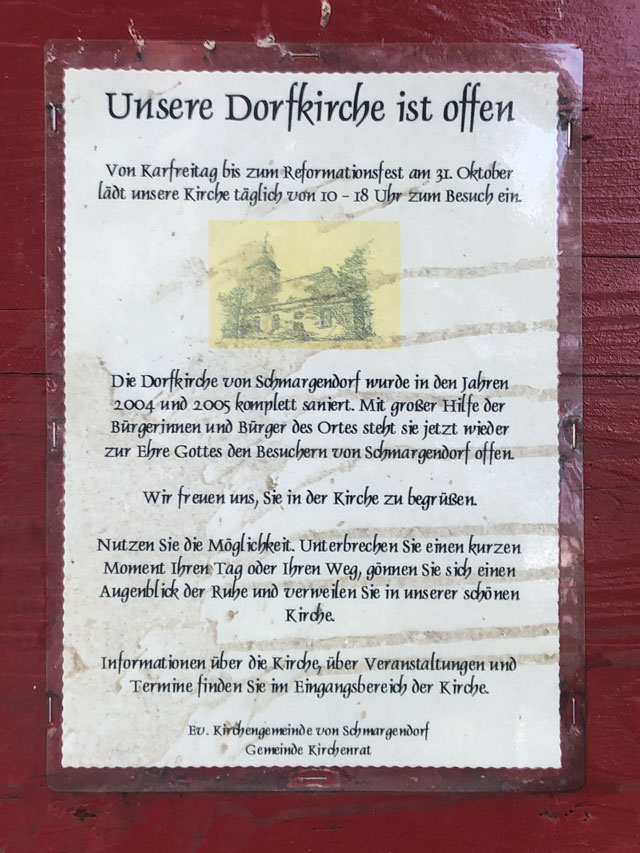 Unsere Dorfkirche ist offen
Von Karfreitag bis zum Reformationsfest am 31. Oktober
lädt unsere Kirche täglich von 10 - 18 Uhr zum Besuch ein.
Die Dorfkirche von Schmargendorf wurde in den Jahren
2004 und 2005 komplett saniert. Mit großer Hilfe der
Bürgerinnen und Bürger des Ortes steht sie jetzt wieder
zur Ehre Gottes den Besuchern von Schmargendorf offen.
Wir freuen uns, Sie in der Kirche zu begrüßen.
Nutzen Sie die Möglichkeit. Unterbrechen Sie einen kurzen
Moment Ihren Tag oder Ihren Weg, gönnen Sie sich einen
Augenblick der Ruhe und verweilen Sie in unserer schönen
Kirche.
Informationen über die Kirche, über Veranstaltungen und
Termine finden Sie im Eingangsbereich der Kirche.
Ev. Kirchengemeinde von Schmargendorf
Gemeinde Kirchenrat